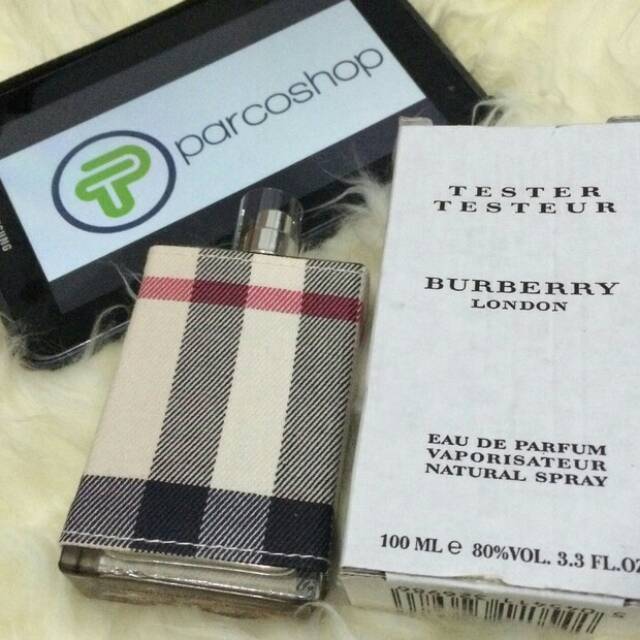 parcoshop
SAMSUNG
TESTER
TESTEUR
BURBERRY
LONDON
EAU DE PARFUM
VAPORISATEUR
NATURAL SPRAY
100 ML e 80%VOL. 3.3 FL.OZ